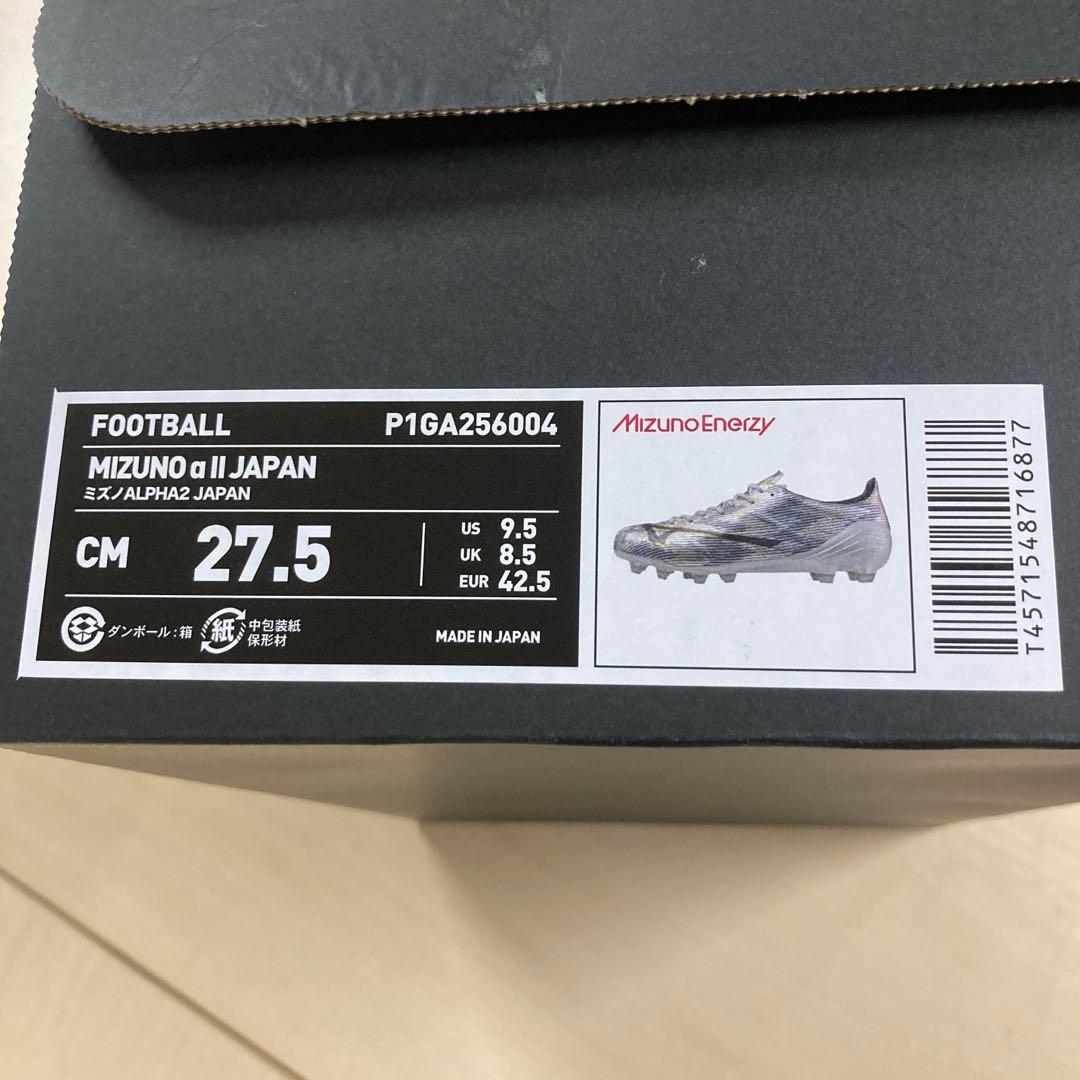 FOOTBALL P1GA256004
MIZUNO α II JAPAN
ミズノALPHA2 JAPAN
CM 27.5
US 9.5
UK 8.5
EUR 42.5
ダンボール：箱
紙
中包装紙
保形材
MADE IN JAPAN
MIZUNO ENERZY
T4571548716877